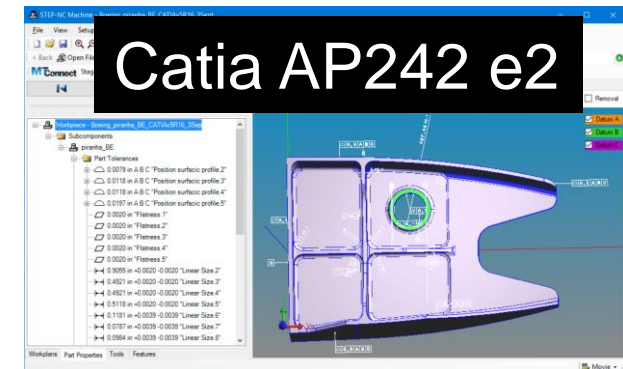 STEP-NC Machine - Boeing_piranha_BE_CATIAv5R16_3Sept
File View Setup
Catia AP242 e2
< Back Open File
MTConnect
Removal
Datum A
Datum B
Datum C
Workpiece - Boeing_piranha_BE_CATIAv5R16_3Sept
Subcomponents
piranha_BE
Part Tolerances
0.0079 in A B C "Position surfacic profile.2"
0.0118 in A B C "Position surfacic profile.3"
0.0118 in A B C "Position surfacic profile.4"
0.0197 in A B C "Position surfacic profile.5"
0.0020 in "Flatness.1"
0.0020 in "Flatness.2"
0.0020 in "Flatness.3"
0.0020 in "Flatness.4"
0.0020 in "Flatness.5"
0.9055 in +0.0020 -0.0020 "Linear Size.2"
0.4921 in +0.0020 -0.0020 "Linear Size.3"
0.4921 in +0.0020 -0.0020 "Linear Size.4"
0.5118 in +0.0020 -0.0020 "Linear Size.5"
0.1181 in +0.0039 -0.0039 "Linear Size.6"
0.0787 in +0.0039 -0.0039 "Linear Size.7"
0.0984 in +0.0039 -0.0039 "Linear Size.8"
Workplans Part Properties Tools Features
Movie